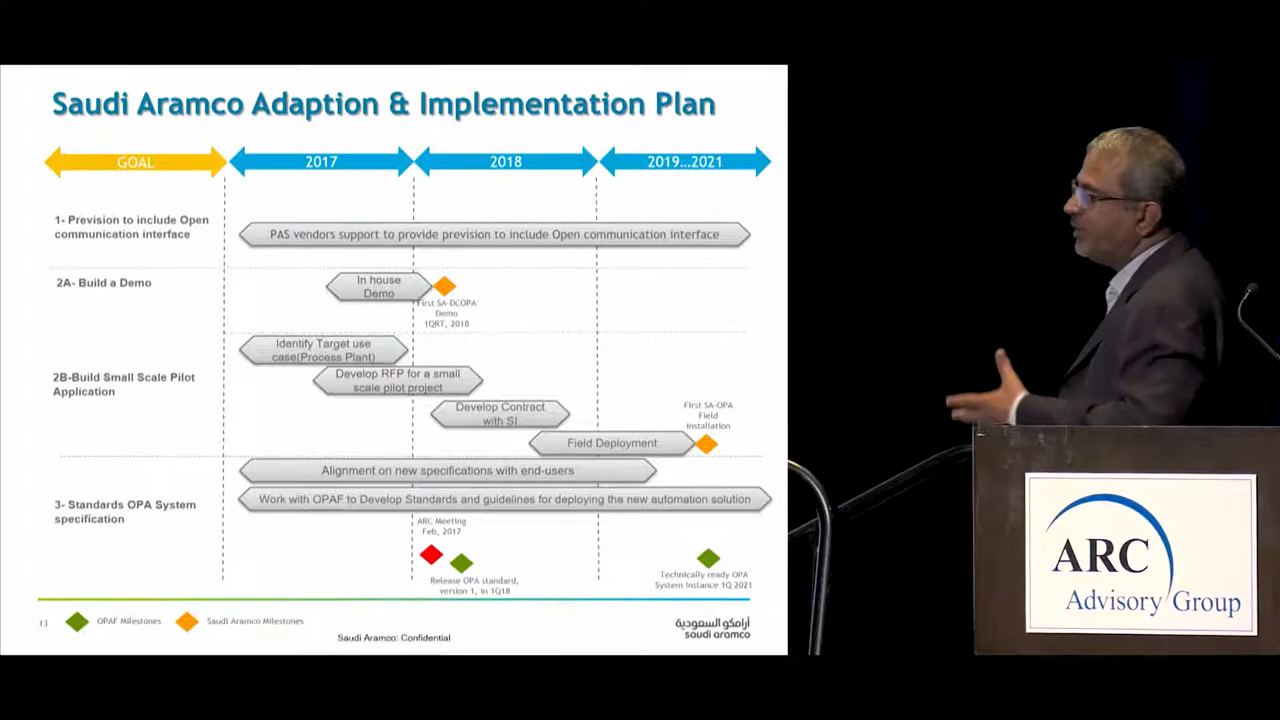 Saudi Aramco Adaption & Implementation Plan
GOAL
2017
2018
2019...2021
1- Prevision to include Open
communication interface
PAS vendors support to provide prevision to include Open communication interface
2A- Build a Demo
In house
Demo
First SA-DCOPA
Demo
1QRT, 2018
2B-Build Small Scale Pilot
Application
Identify Target use
case(Process Plant)
Develop RFP for a small
scale pilot project
Develop Contract
with SI
Field Deployment
First SA-OPA
Field
Installation
3- Standards OPA System
specification
Alignment on new specifications with end-users
Work with OPAF to Develop Standards and guidelines for deploying the new automation solution
ARC Meeting
Feb, 2017
Release OPA standard,
version 1, in 1Q18
Technically ready OPA
System Instance 1Q 2021
13
OPAF Milestones
Saudi Aramco Milestones
Saudi Aramco: Confidential
أرامكو السعودية
saudi aramco
ARC
Advisory Group